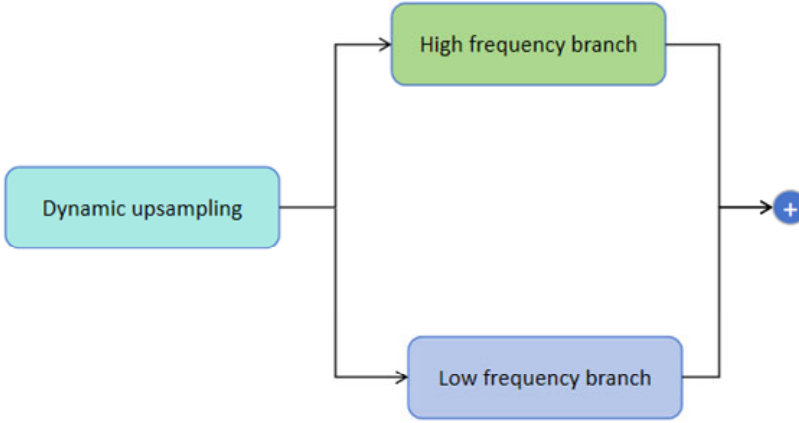 High frequency branch
Dynamic upsampling
+
Low frequency branch